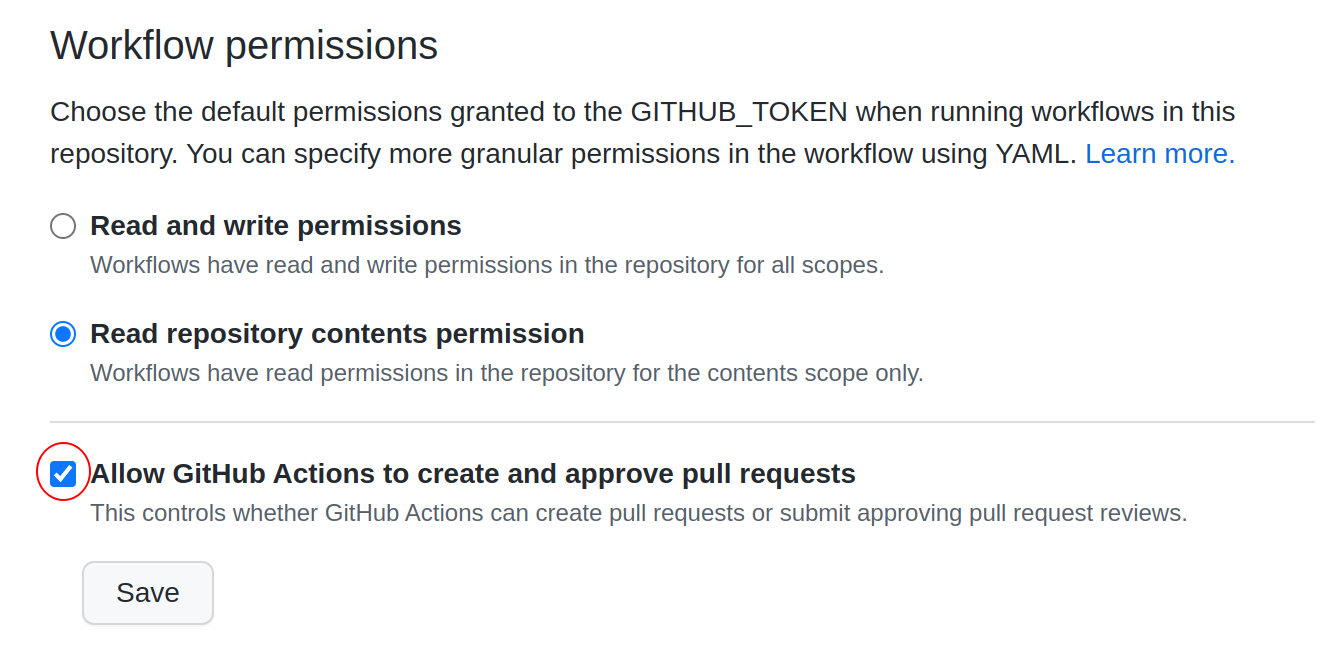 Workflow permissions
Choose the default permissions granted to the GITHUB_TOKEN when running workflows in this
repository. You can specify more granular permissions in the workflow using YAML. Learn more.
Read and write permissions
Workflows have read and write permissions in the repository for all scopes.
Read repository contents permission
Workflows have read permissions in the repository for the contents scope only.
Allow GitHub Actions to create and approve pull requests
This controls whether GitHub Actions can create pull requests or submit approving pull request reviews.
Save